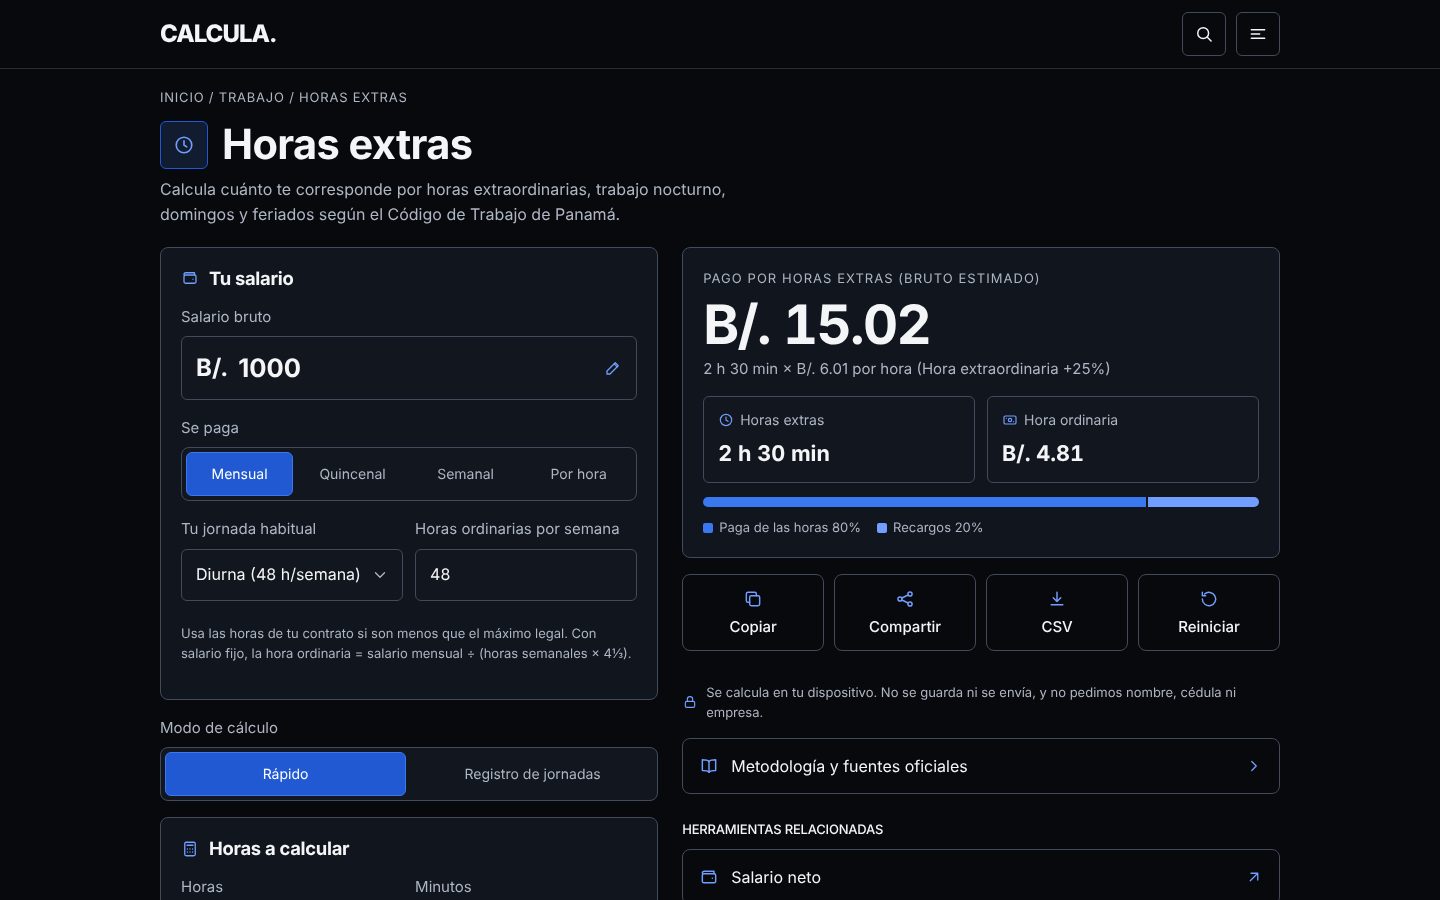 CALCULA.
INICIO / TRABAJO / HORAS EXTRAS
Horas extras
Calcula cuánto te corresponde por horas extraordinarias, trabajo nocturno,
domingos y feriados según el Código de Trabajo de Panamá.
Tu salario
Salario bruto
B/. 1000
Se paga
Mensual
Quincenal
Semanal
Por hora
Tu jornada habitual
Horas ordinarias por semana
Diurna (48 h/semana)
48
Usa las horas de tu contrato si son menos que el máximo legal. Con
salario fijo, la hora ordinaria = salario mensual ÷ (horas semanales × 4⅓).
Modo de cálculo
Rápido
Registro de jornadas
Horas a calcular
Horas
Minutos
PAGO POR HORAS EXTRAS (BRUTO ESTIMADO)
B/. 15.02
2 h 30 min × B/. 6.01 por hora (Hora extraordinaria +25%)
Horas extras
2 h 30 min
Hora ordinaria
B/. 4.81
Paga de las horas 80%
Recargos 20%
Copiar
Compartir
CSV
Reiniciar
Se calcula en tu dispositivo. No se guarda ni se envía, y no pedimos nombre, cédula ni
empresa.
Metodología y fuentes oficiales
HERRAMIENTAS RELACIONADAS
Salario neto